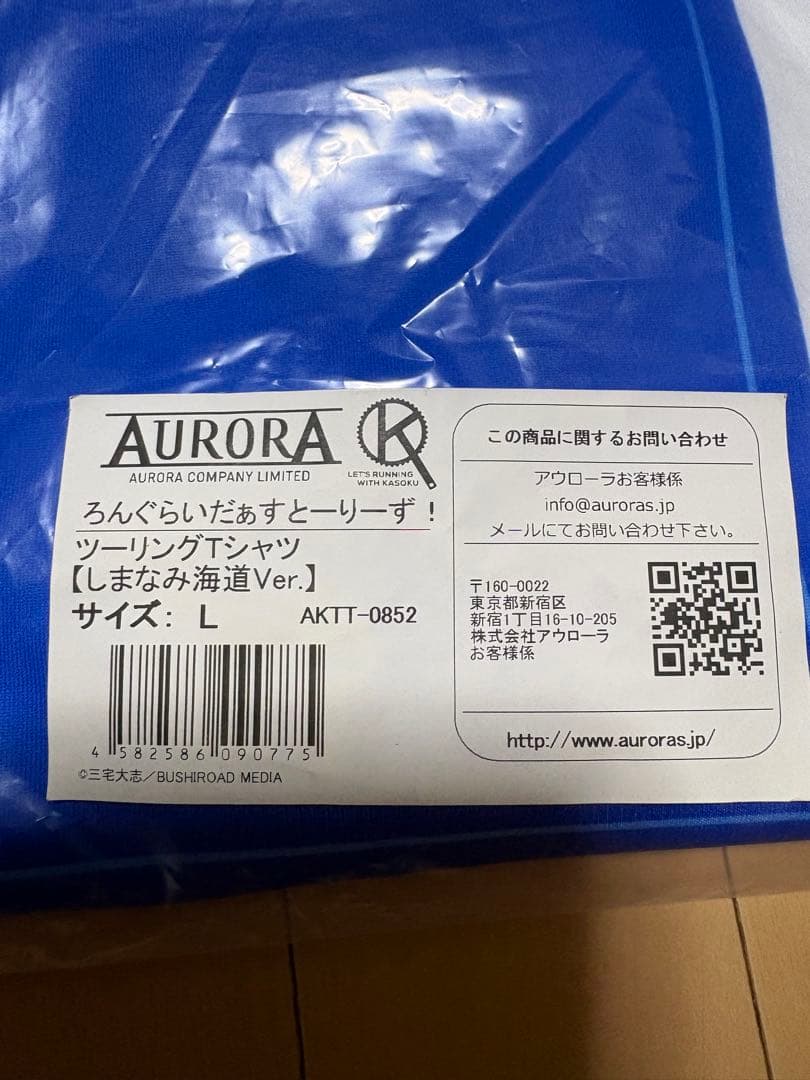 AURORA
AURORA COMPANY LIMITED
K
LET'S RUNNING
WITH KASOKU
ろんぐらいだぁすとーりーず！
ツーリングTシャツ
【しまなみ海道Ver.】
サイズ： L AKTT-0852
4 582586 090775
©三宅大志／BUSHIROAD MEDIA
この商品に関するお問い合わせ
アウローラお客様係
info@auroras.jp
メールにてお問い合わせ下さい。
〒160-0022
東京都新宿区
新宿1丁目16-10-205
株式会社アウローラ
お客様係
http://www.auroras.jp/